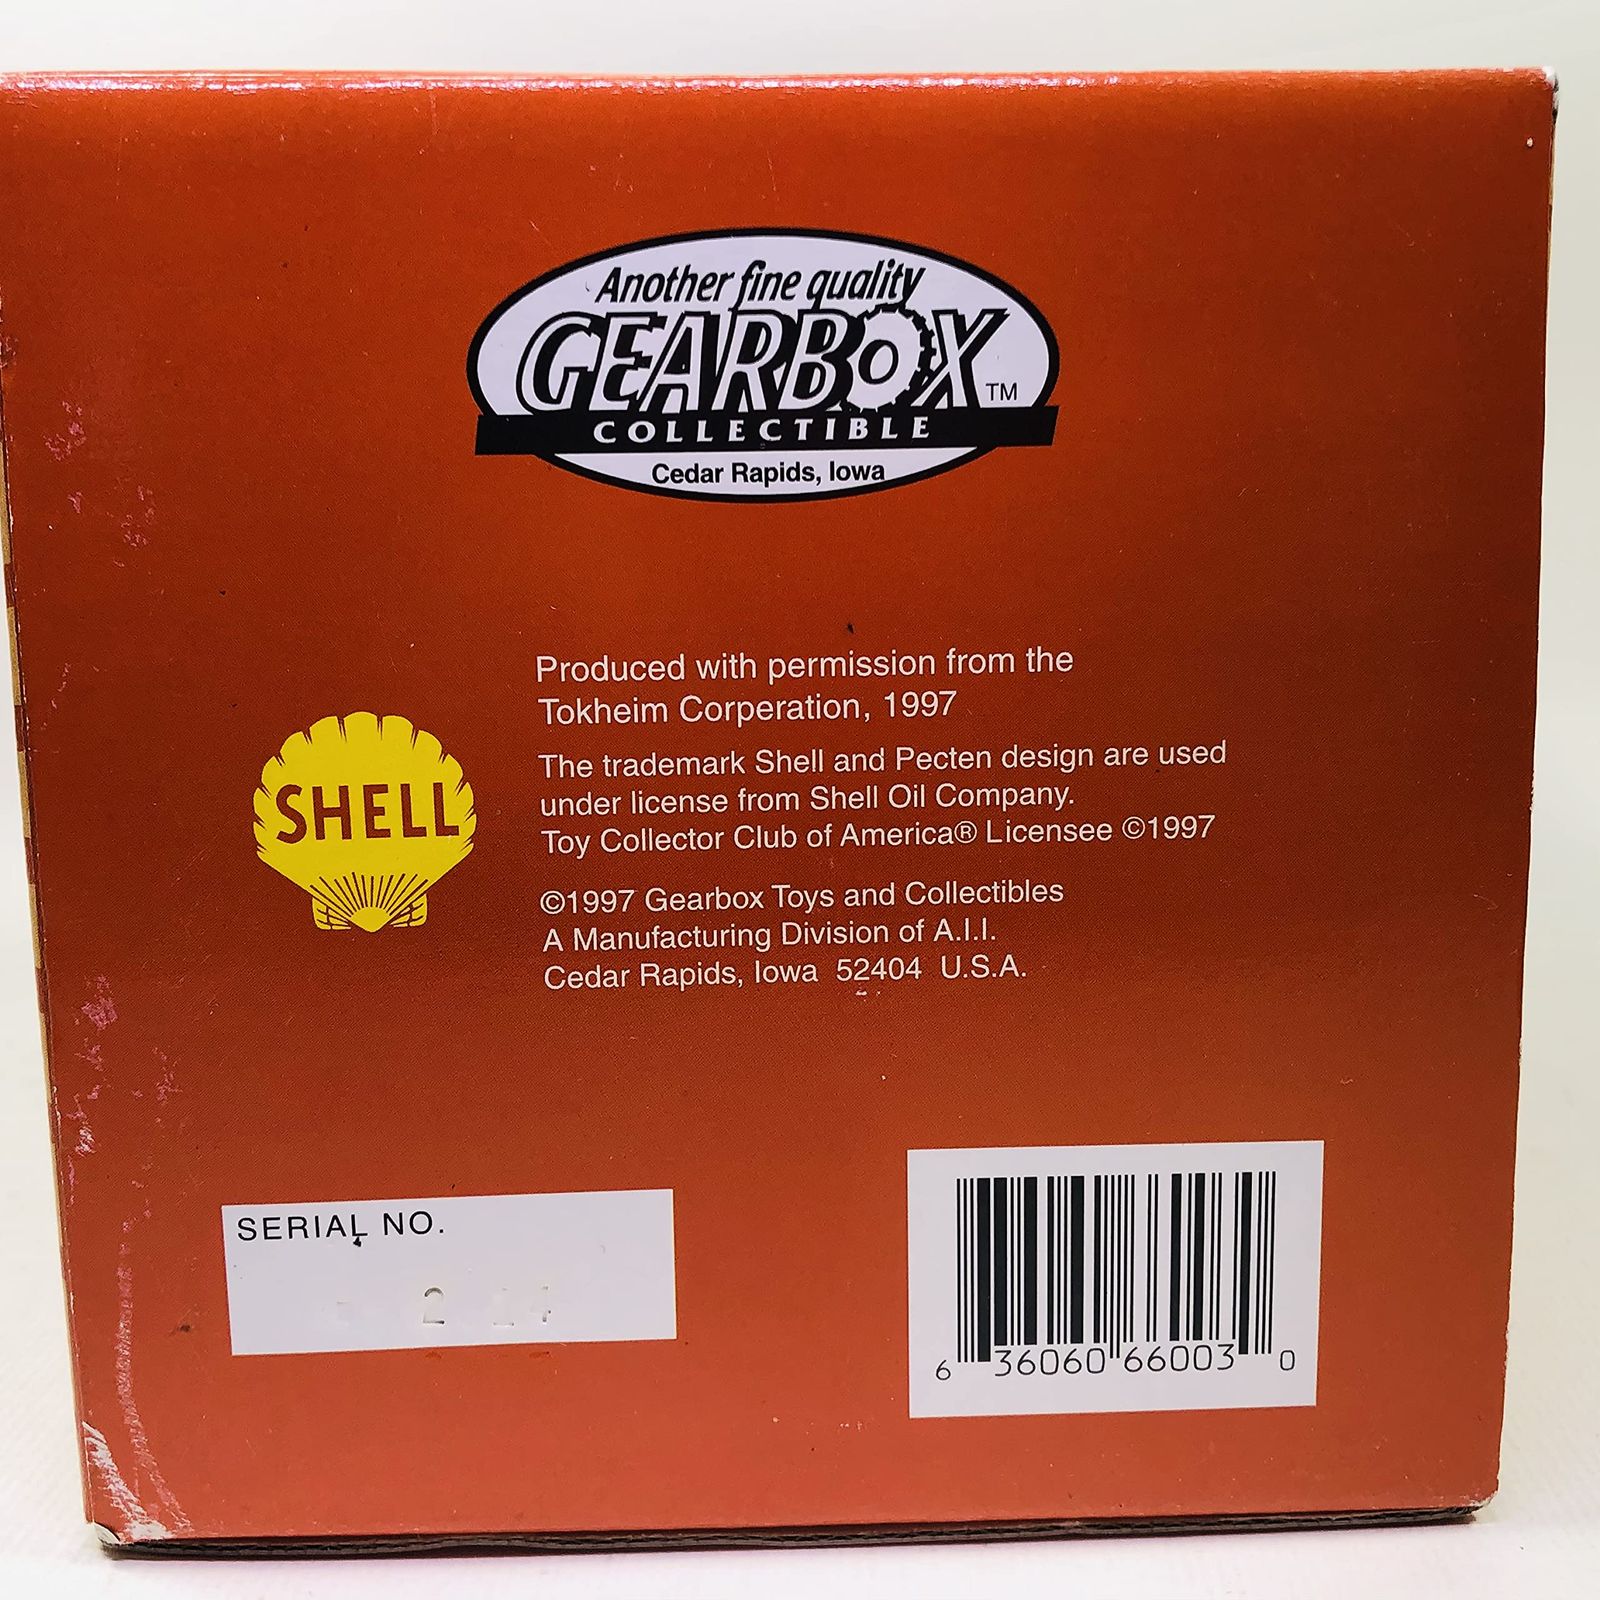 Another fine quality
GEARBOX™
COLLECTIBLE
Cedar Rapids, Iowa
Produced with permission from the
Tokheim Corperation, 1997
The trademark Shell and Pecten design are used
under license from Shell Oil Company.
Toy Collector Club of America® Licensee ©1997
SHELL
©1997 Gearbox Toys and Collectibles
A Manufacturing Division of A.I.I.
Cedar Rapids, Iowa 52404 U.S.A.
SERIAL NO.
6 36060 66003 0